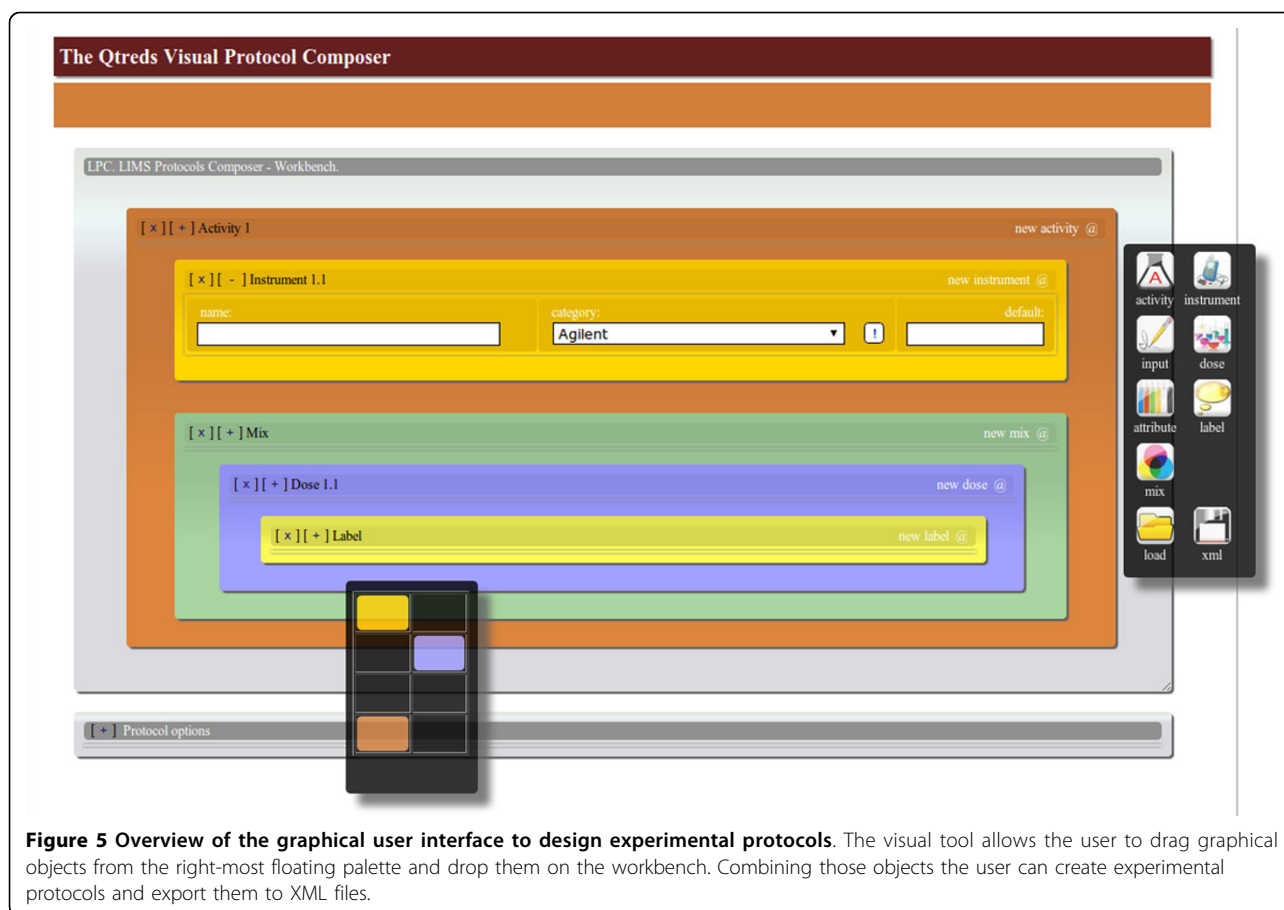 The Qtreds Visual Protocol Composer
LPC. LIMS Protocols Composer - Workbench.
[ x ][ + ] Activity 1 new activity @
[ x ][ - ] Instrument 1.1 new instrument @
name: category: default:
Agilent !
[ x ][ + ] Mix new mix @
[ x ][ + ] Dose 1.1 new dose @
[ x ][ + ] Label new label @
[ + ] Protocol options
A
activity instrument
input dose
attribute label
mix
load xml
Figure 5 Overview of the graphical user interface to design experimental protocols. The visual tool allows the user to drag graphical
objects from the right-most floating palette and drop them on the workbench. Combining those objects the user can create experimental
protocols and export them to XML files.